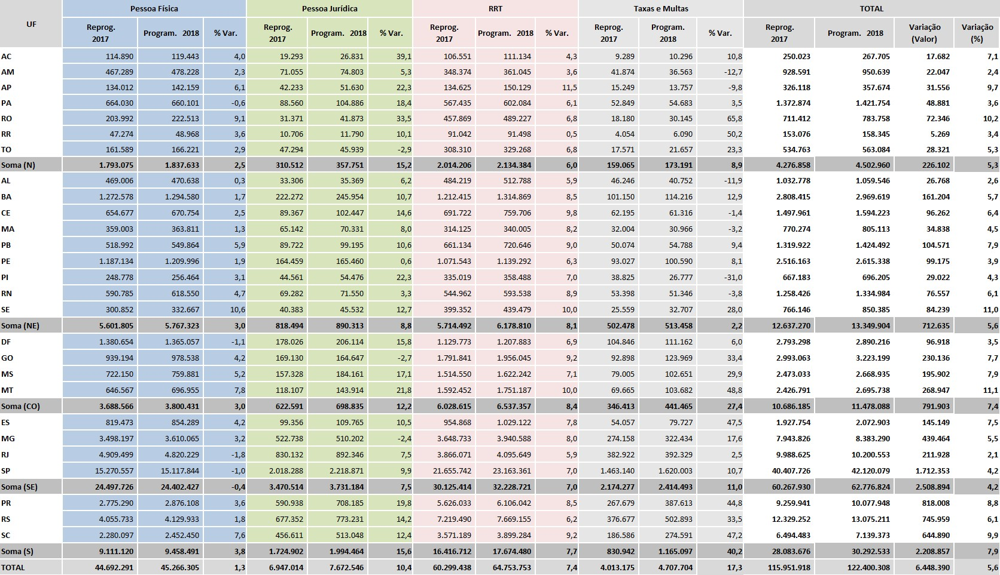 UF Pessoa Física Pessoa Jurídica RRT Taxas e Multas TOTAL
Reprog. 2017 Program. 2018 % Var. Reprog. 2017 Program. 2018 % Var. Reprog. 2017 Program. 2018 % Var. Reprog. 2017 Program. 2018 % Var. Reprog. 2017 Program. 2018 Variação (Valor) Variação (%)
AC 114.890 119.443 4,0 19.293 26.831 39,1 106.551 111.134 4,3 9.289 10.296 10,8 250.023 267.705 17.682 7,1
AM 467.289 478.228 2,3 71.055 74.803 5,3 348.374 361.045 3,6 41.874 36.563 -12,7 928.591 950.639 22.047 2,4
AP 134.012 142.159 6,1 42.233 51.630 22,3 134.625 150.129 11,5 15.249 13.757 -9,8 326.118 357.674 31.556 9,7
PA 664.030 660.101 -0,6 88.560 104.886 18,4 567.435 602.084 6,1 52.849 54.683 3,5 1.372.874 1.421.754 48.881 3,6
RO 203.992 222.513 9,1 31.371 41.873 33,5 457.869 489.227 6,8 18.180 30.145 65,8 711.412 783.758 72.346 10,2
RR 47.274 48.968 3,6 10.706 11.790 10,1 91.042 91.498 0,5 4.054 6.090 50,2 153.076 158.345 5.269 3,4
TO 161.589 166.221 2,9 47.294 45.939 -2,9 308.310 329.268 6,8 17.571 21.657 23,3 534.763 563.084 28.321 5,3
Soma (N) 1.793.075 1.837.633 2,5 310.512 357.751 15,2 2.014.206 2.134.384 6,0 159.065 173.191 8,9 4.276.858 4.502.960 226.102 5,3
AL 469.006 470.638 0,3 33.306 35.369 6,2 484.219 512.788 5,9 46.246 40.752 -11,9 1.032.778 1.059.546 26.768 2,6
BA 1.272.578 1.294.580 1,7 222.272 245.954 10,7 1.212.415 1.314.869 8,5 101.150 114.216 12,9 2.808.415 2.969.619 161.204 5,7
CE 654.677 670.754 2,5 89.367 102.447 14,6 691.722 759.706 9,8 62.195 61.316 -1,4 1.497.961 1.594.223 96.262 6,4
MA 359.003 363.811 1,3 65.142 70.331 8,0 314.125 340.005 8,2 32.004 30.966 -3,2 770.274 805.113 34.838 4,5
PB 518.992 549.864 5,9 89.722 99.195 10,6 661.134 720.646 9,0 50.074 54.788 9,4 1.319.922 1.424.492 104.571 7,9
PE 1.187.134 1.209.996 1,9 164.459 165.460 0,6 1.071.543 1.139.292 6,3 93.027 100.590 8,1 2.516.163 2.615.338 99.175 3,9
PI 248.778 256.464 3,1 44.561 54.476 22,3 335.019 358.488 7,0 38.825 26.777 -31,0 667.183 696.205 29.022 4,3
RN 590.785 618.550 4,7 69.282 71.550 3,3 544.962 593.538 8,9 53.398 51.346 -3,8 1.258.426 1.334.984 76.557 6,1
SE 300.852 332.667 10,6 40.383 45.532 12,7 399.352 439.479 10,0 25.559 32.707 28,0 766.146 850.385 84.239 11,0
Soma (NE) 5.601.805 5.767.323 3,0 818.494 890.313 8,8 5.714.492 6.178.810 8,1 502.478 513.458 2,2 12.637.270 13.349.904 712.635 5,6
DF 1.380.654 1.365.057 -1,1 178.026 206.114 15,8 1.129.773 1.207.883 6,9 104.846 111.162 6,0 2.793.298 2.890.216 96.918 3,5
GO 939.194 978.538 4,2 169.130 164.647 -2,7 1.791.841 1.956.045 9,2 92.898 123.969 33,4 2.993.063 3.223.199 230.136 7,7
MS 722.150 759.881 5,2 157.328 184.161 17,1 1.514.550 1.622.242 7,1 79.005 102.651 29,9 2.473.033 2.668.935 195.902 7,9
MT 646.567 696.955 7,8 118.107 143.914 21,8 1.592.452 1.751.187 10,0 69.665 103.682 48,8 2.426.791 2.695.738 268.947 11,1
Soma (CO) 3.688.566 3.800.431 3,0 622.591 698.835 12,2 6.028.615 6.537.357 8,4 346.413 441.465 27,4 10.686.185 11.478.088 791.903 7,4
ES 819.473 854.289 4,2 99.356 109.765 10,5 954.868 1.029.122 7,8 54.057 79.727 47,5 1.927.754 2.072.903 145.149 7,5
MG 3.498.197 3.610.065 3,2 522.738 510.202 -2,4 3.648.733 3.940.588 8,0 274.158 322.434 17,6 7.943.826 8.383.290 439.464 5,5
RJ 4.909.499 4.820.229 -1,8 830.132 892.346 7,5 3.866.071 4.095.649 5,9 382.922 392.329 2,5 9.988.625 10.200.553 211.928 2,1
SP 15.270.557 15.117.844 -1,0 2.018.288 2.218.871 9,9 21.655.742 23.163.361 7,0 1.463.140 1.620.003 10,7 40.407.726 42.120.079 1.712.353 4,2
Soma (SE) 24.497.726 24.402.427 -0,4 3.470.514 3.731.184 7,5 30.125.414 32.228.721 7,0 2.174.277 2.414.493 11,0 60.267.930 62.776.824 2.508.894 4,2
PR 2.775.290 2.876.108 3,6 590.938 708.185 19,8 5.626.033 6.106.042 8,5 267.679 387.613 44,8 9.259.941 10.077.948 818.008 8,8
RS 4.055.733 4.129.933 1,8 677.352 773.231 14,2 7.219.490 7.669.155 6,2 376.677 502.893 33,5 12.329.252 13.075.211 745.959 6,1
SC 2.280.097 2.452.450 7,6 456.611 513.048 12,4 3.571.189 3.899.284 9,2 186.586 274.591 47,2 6.494.483 7.139.373 644.890 9,9
Soma (S) 9.111.120 9.458.491 3,8 1.724.902 1.994.464 15,6 16.416.712 17.674.480 7,7 830.942 1.165.097 40,2 28.083.676 30.292.533 2.208.857 7,9
TOTAL 44.692.291 45.266.305 1,3 6.947.014 7.672.546 10,4 60.299.438 64.753.753 7,4 4.013.175 4.707.704 17,3 115.951.918 122.400.308 6.448.390 5,6